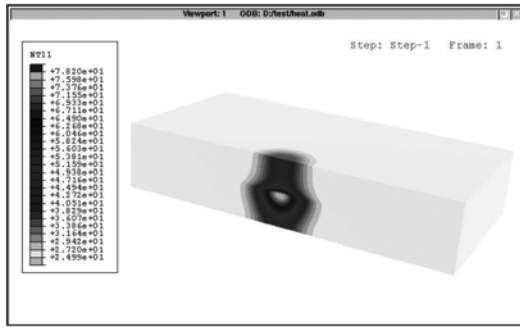 Viewport: 1    ODB: D:/test/heat.odb
Step: Step-1   Frame: 1
NT11
+7.820e+01
+7.598e+01
+7.376e+01
+7.155e+01
+6.933e+01
+6.711e+01
+6.490e+01
+6.268e+01
+6.046e+01
+5.824e+01
+5.603e+01
+5.381e+01
+5.159e+01
+4.938e+01
+4.716e+01
+4.494e+01
+4.272e+01
+4.051e+01
+3.829e+01
+3.607e+01
+3.386e+01
+3.164e+01
+2.942e+01
+2.720e+01
+2.499e+01